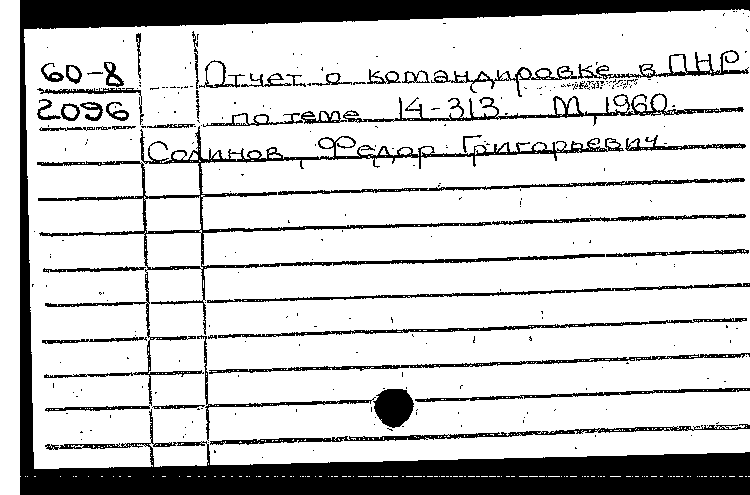 60-8 Отчет о командировке в ПНР
2096 по теме 14-313. М, 1960.
Солинов, Федор Григорьевич.